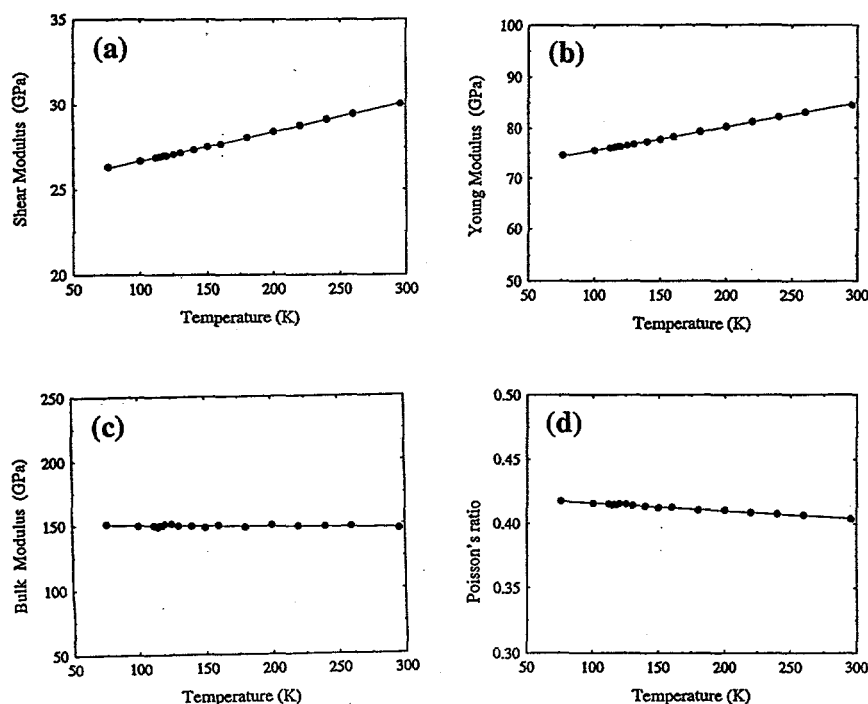 (a)
Shear Modulus (GPa)
35
30
25
20
50 100 150 200 250 300
Temperature (K)
(b)
Young Modulus (GPa)
100
90
80
70
60
50
50 100 150 200 250 300
Temperature (K)
(c)
Bulk Modulus (GPa)
250
200
150
100
50
50 100 150 200 250 300
Temperature (K)
(d)
Poisson's ratio
0.50
0.45
0.40
0.35
0.30
50 100 150 200 250 300
Temperature (K)